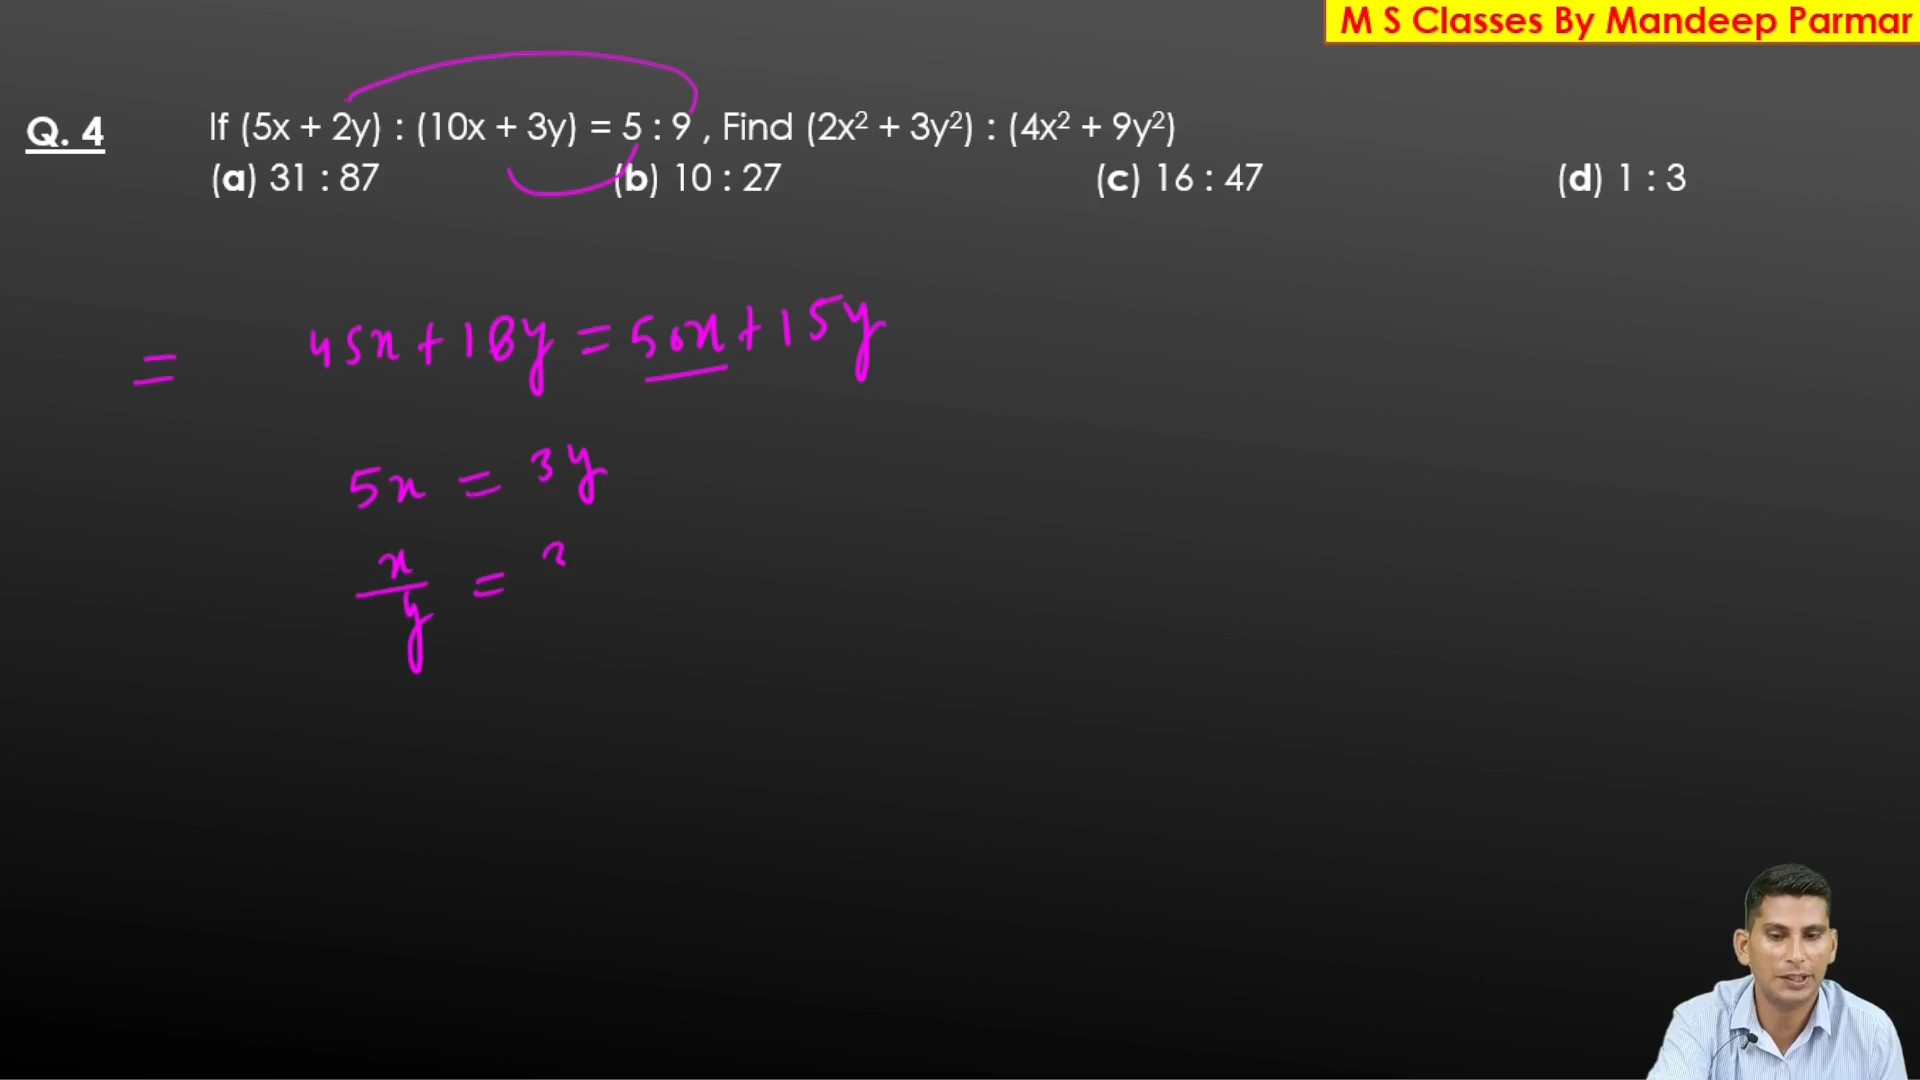 M S Classes By Mandeep Parmar
Q. 4 If (5x + 2y) : (10x + 3y) = 5 : 9 , Find (2x² + 3y²) : (4x² + 9y²)
(a) 31 : 87 (b) 10 : 27 (c) 16 : 47 (d) 1 : 3
= 45x + 18y = 50x + 15y
5x = 3y
x/y = 3